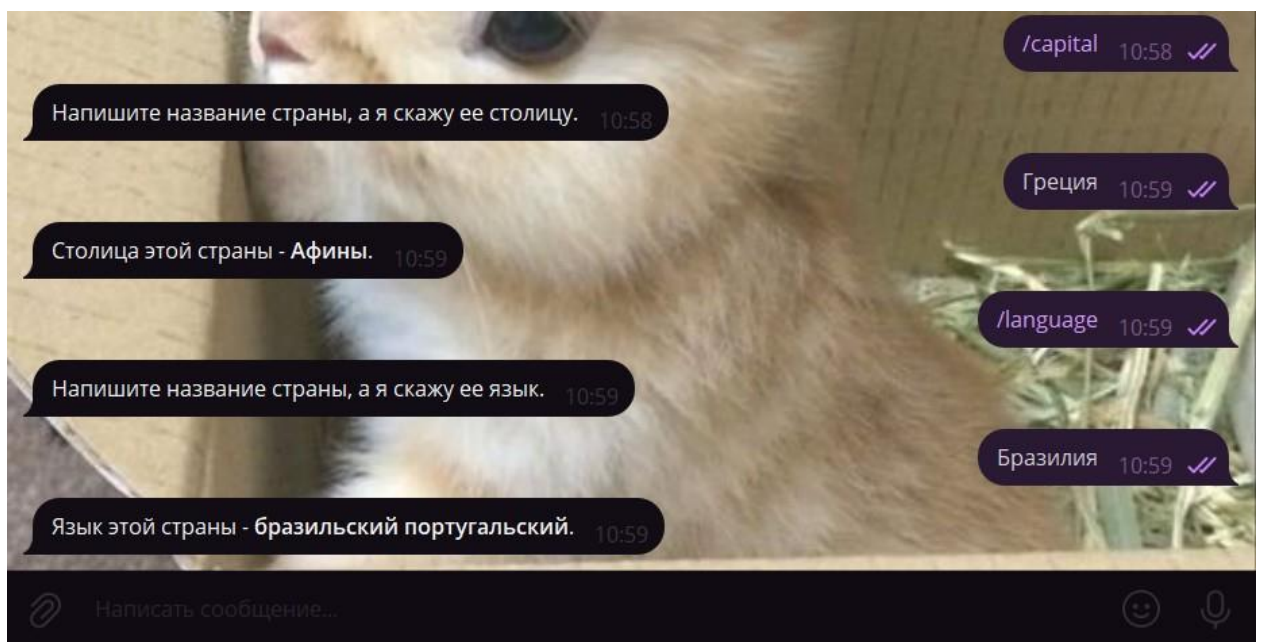 /capital 10:58
Напишите название страны, а я скажу ее столицу. 10:58
Греция 10:59
Столица этой страны - Афины. 10:59
/language 10:59
Напишите название страны, а я скажу ее язык. 10:59
Бразилия 10:59
Язык этой страны - бразильский португальский. 10:59
Написать сообщение...